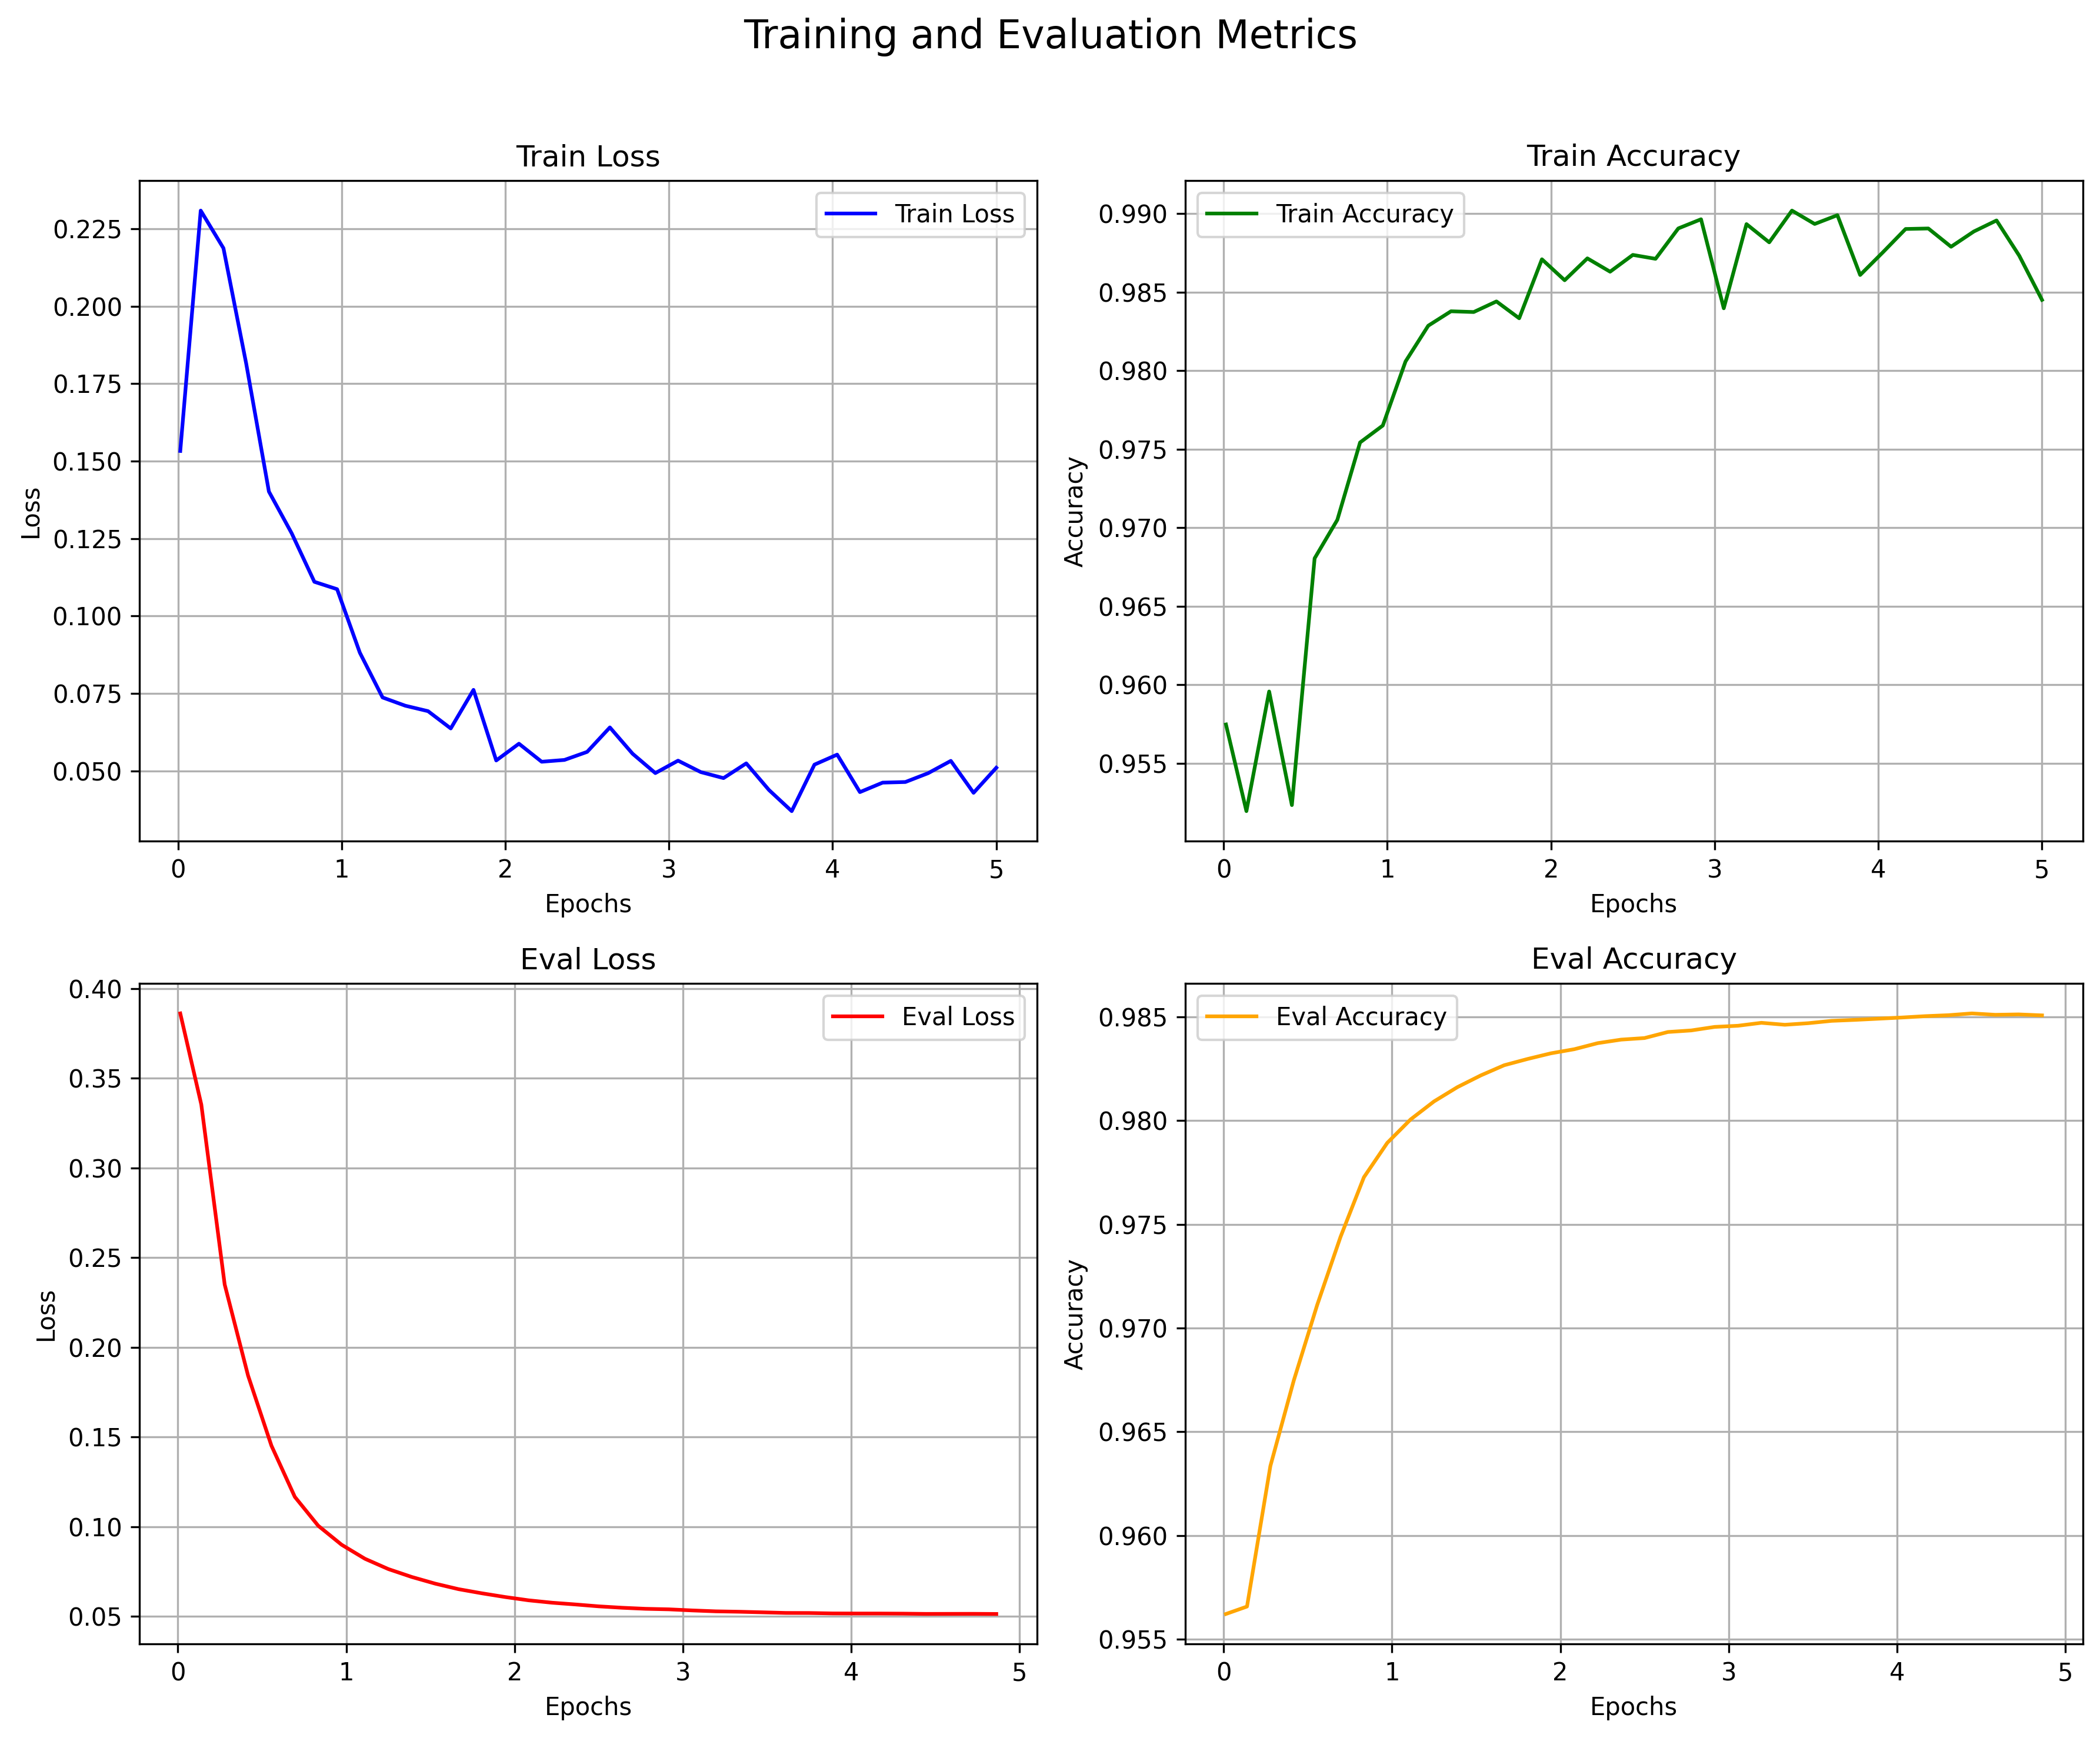 Training and Evaluation Metrics
Train Loss
Train Loss
0.225
0.200
0.175
0.150
0.125
0.100
0.075
0.050
Loss
0 1 2 3 4 5
Epochs
Train Accuracy
Train Accuracy
0.990
0.985
0.980
0.975
0.970
0.965
0.960
0.955
Accuracy
0 1 2 3 4 5
Epochs
Eval Loss
Eval Loss
0.40
0.35
0.30
0.25
0.20
0.15
0.10
0.05
Loss
0 1 2 3 4 5
Epochs
Eval Accuracy
Eval Accuracy
0.985
0.980
0.975
0.970
0.965
0.960
0.955
Accuracy
0 1 2 3 4 5
Epochs